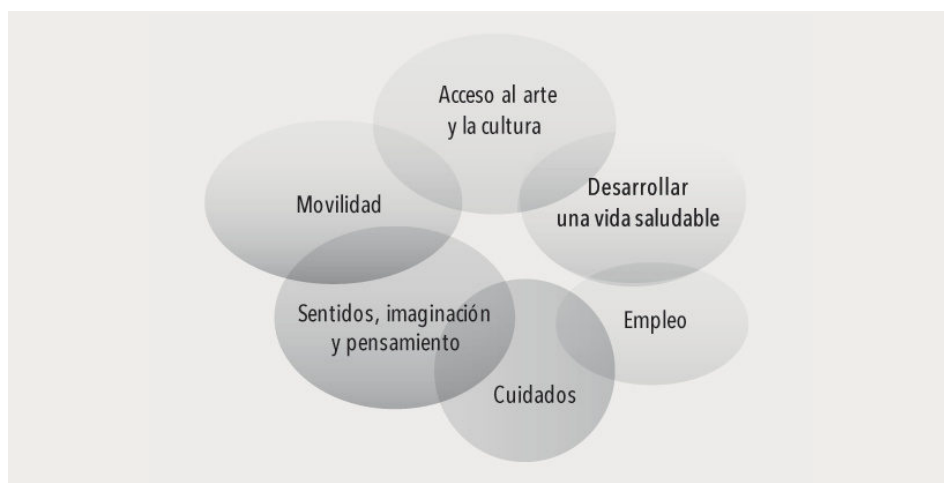 Acceso al arte
y la cultura
Desarrollar
una vida saludable
Movilidad
Sentidos, imaginación
y pensamiento
Empleo
Cuidados